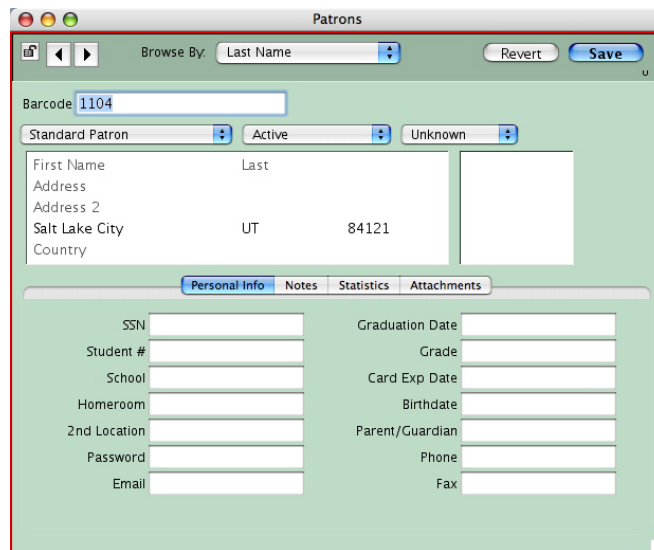 Patrons
Browse By: Last Name Revert Save
U
Barcode 1104
Standard Patron Active Unknown
First Name Last
Address
Address 2
Salt Lake City UT 84121
Country
Personal Info Notes Statistics Attachments
SSN Graduation Date
Student # Grade
School Card Exp Date
Homeroom Birthdate
2nd Location Parent/Guardian
Password Phone
Email Fax